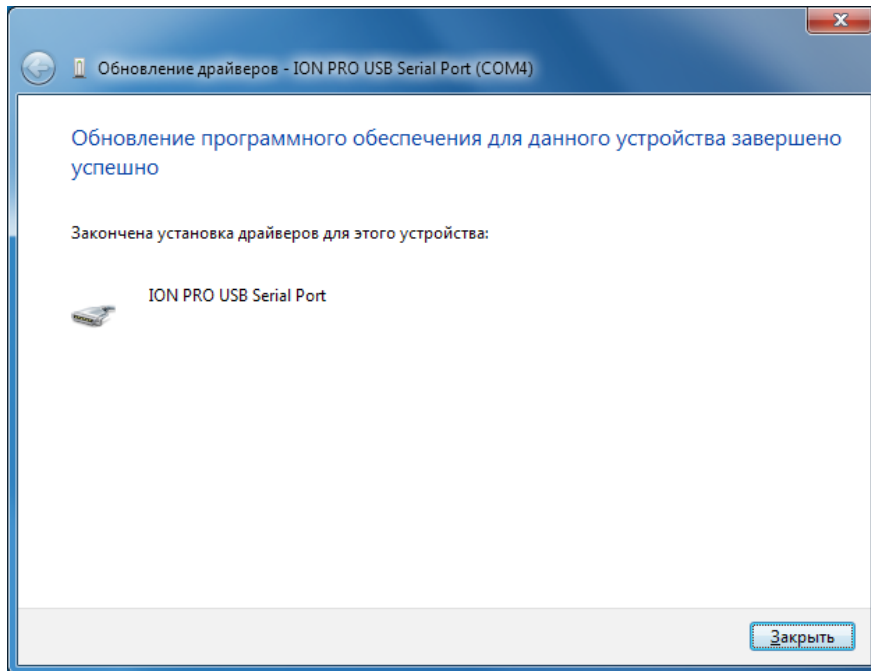 Обновление драйверов - ION PRO USB Serial Port (COM4)
Обновление программного обеспечения для данного устройства завершено
успешно
Закончена установка драйверов для этого устройства:
ION PRO USB Serial Port
Закрыть